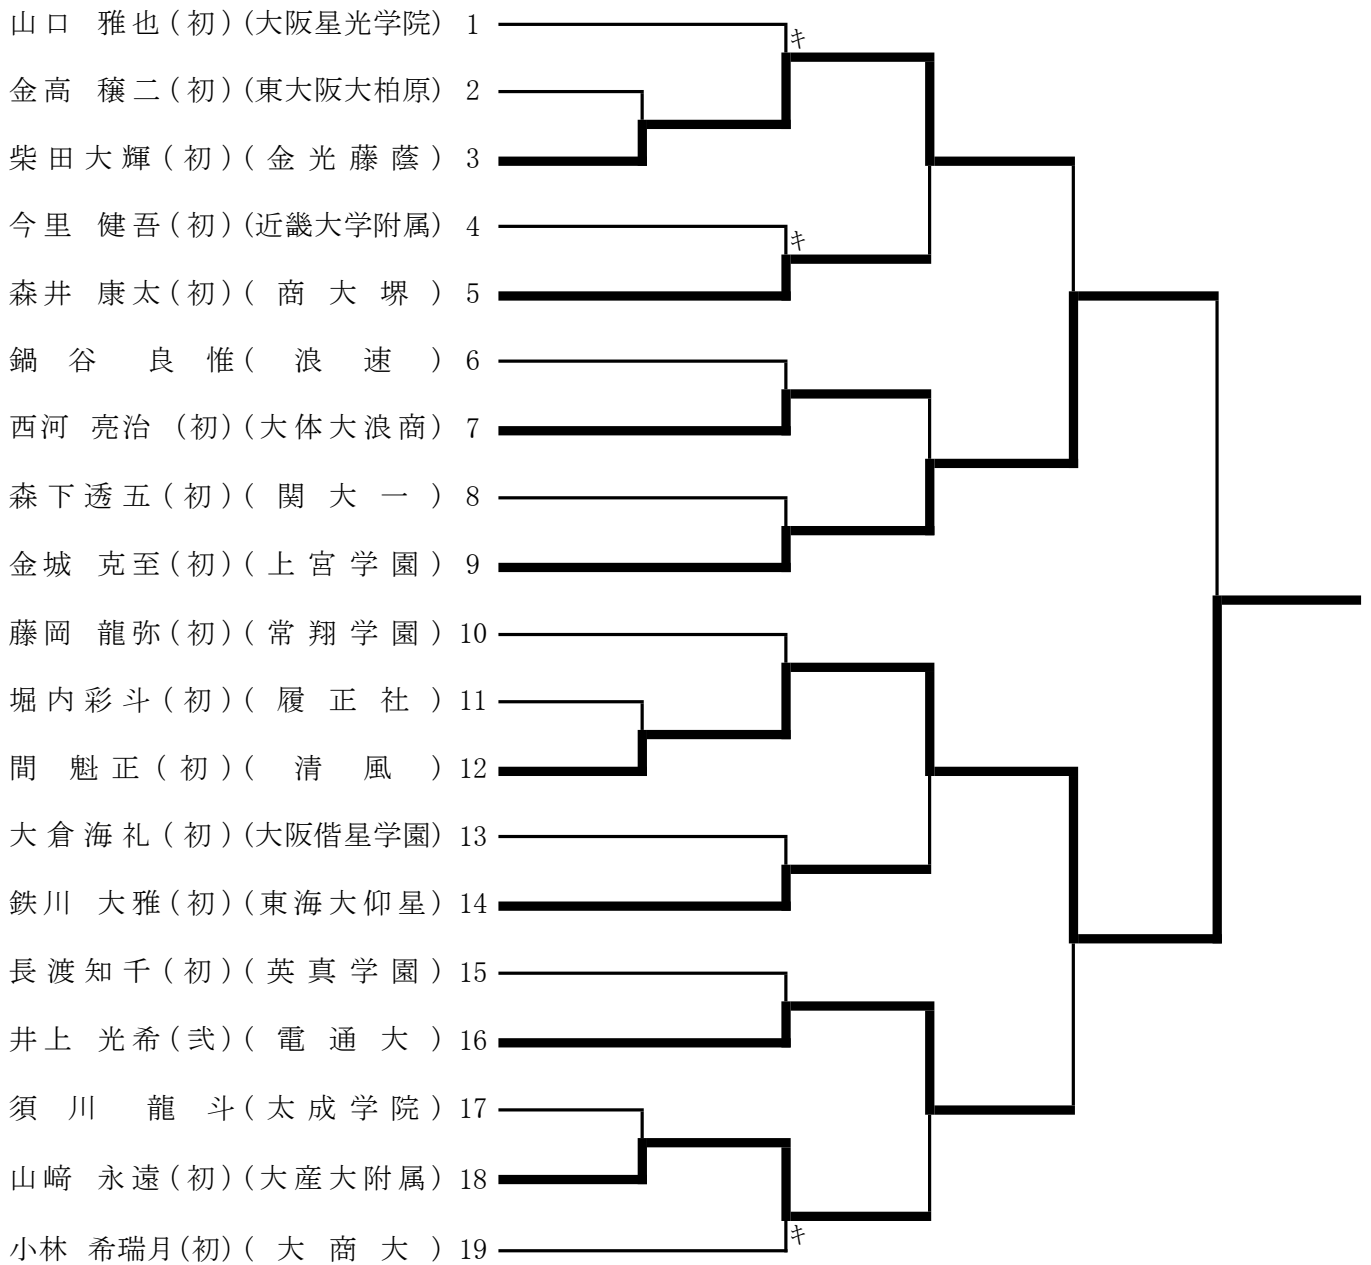 山口 雅也(初)(大阪星光学院) 1
キ
金高 穣二(初)(東大阪大柏原) 2
柴田大輝(初)(金光藤蔭) 3
今里 健吾(初)(近畿大学附属) 4
キ
森井 康太(初)(商大堺) 5
鍋谷 良惟(浪速) 6
西河 亮治 (初)(大体大浪商) 7
森下透五(初)(関大一) 8
金城 克至(初)(上宮学園) 9
藤岡 龍弥(初)(常翔学園) 10
堀内彩斗(初)(履正社) 11
間 魁正(初)(清風) 12
大倉海礼(初)(大阪偕星学園) 13
鉄川 大雅(初)(東海大仰星) 14
長渡知千(初)(英真学園) 15
井上 光希(弐)(電通大) 16
須川 龍斗(太成学院) 17
山﨑 永遠(初)(大産大附属) 18
キ
小林 希瑞月(初)(大商大) 19